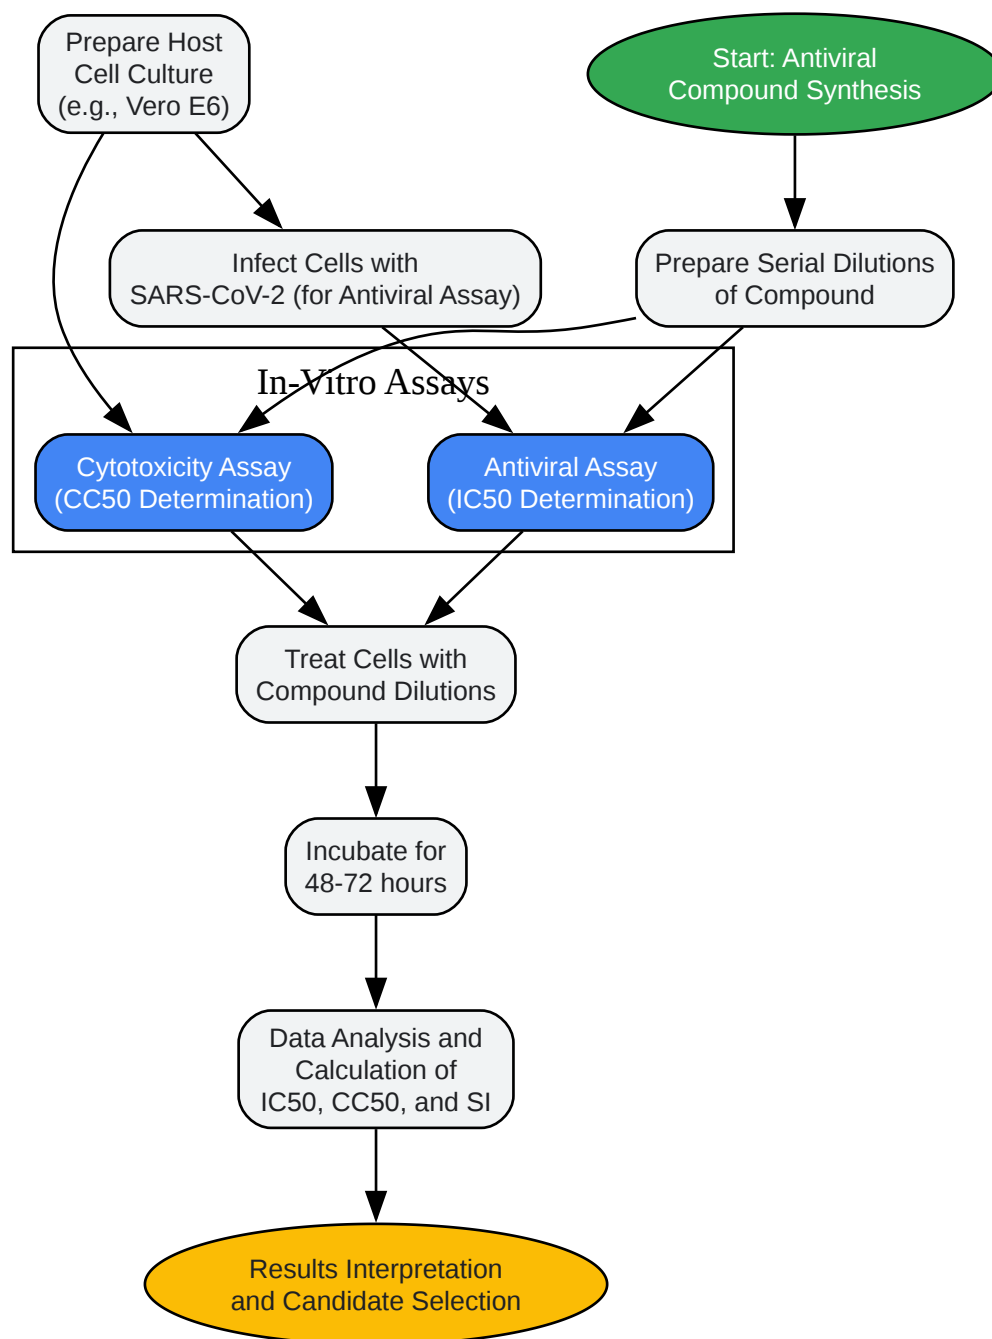 Prepare Host
Cell Culture
(e.g., Vero E6)
Start: Antiviral
Compound Synthesis
Infect Cells with
SARS-CoV-2 (for Antiviral Assay)
Prepare Serial Dilutions
of Compound
In-Vitro Assays
Cytotoxicity Assay
(CC50 Determination)
Antiviral Assay
(IC50 Determination)
Treat Cells with
Compound Dilutions
Incubate for
48-72 hours
Data Analysis and
Calculation of
IC50, CC50, and SI
Results Interpretation
and Candidate Selection